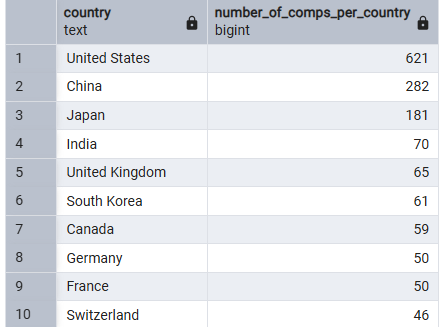 country number_of_comps_per_country
text bigint
1 United States 621
2 China 282
3 Japan 181
4 India 70
5 United Kingdom 65
6 South Korea 61
7 Canada 59
8 Germany 50
9 France 50
10 Switzerland 46